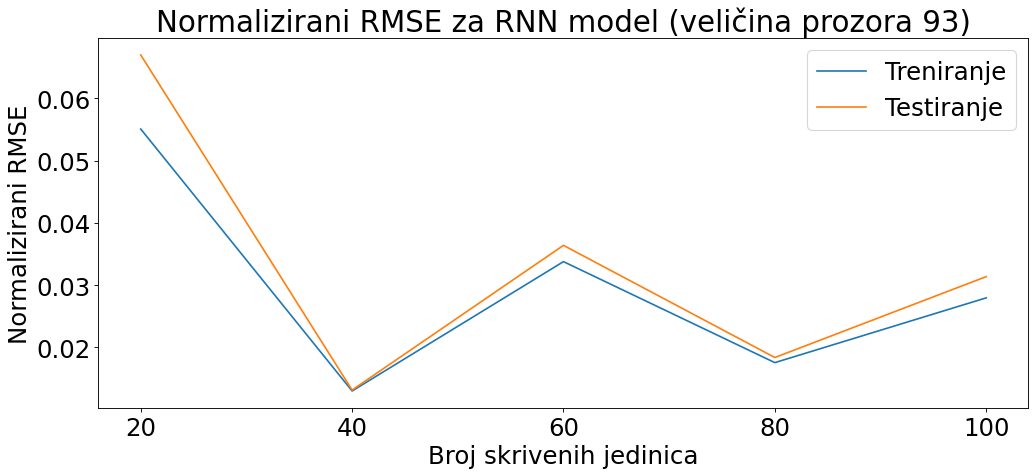 Normalizirani RMSE za RNN model (veličina prozora 93)
Treniranje
Testiranje
Normalizirani RMSE
0.06
0.05
0.04
0.03
0.02
20 40 60 80 100
Broj skrivenih jedinica